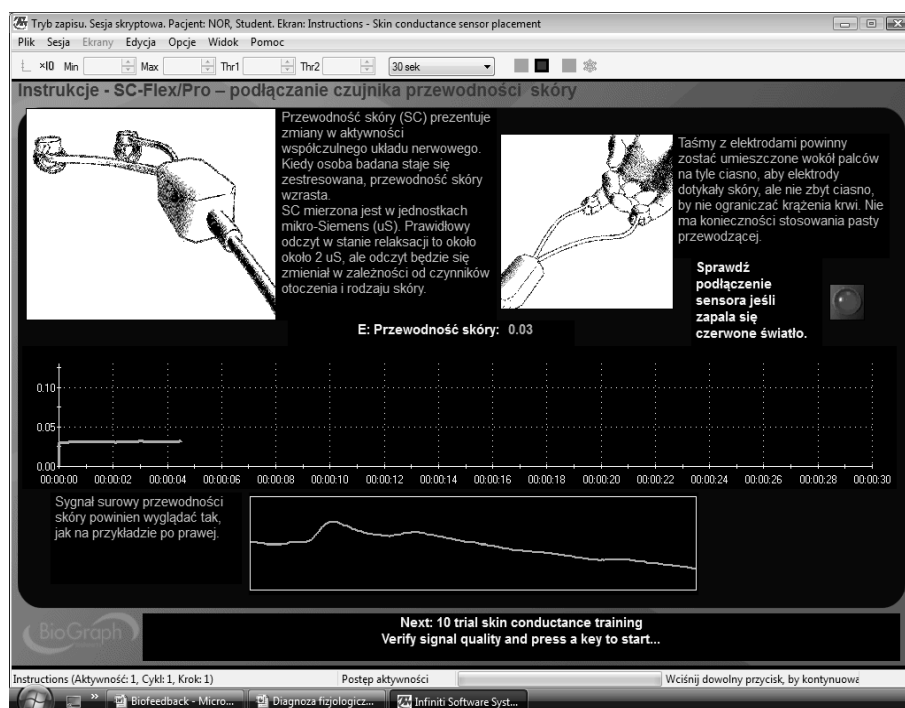 Tryb zapisu. Sesja skryptowa. Pacjent: NOR, Student. Ekran: Instructions - Skin conductance sensor placement
Plik Sesja Ekrany Edycja Opcje Widok Pomoc
×10 Min Max Thr1 Thr2 30 sek
Instrukcje - SC-Flex/Pro – podłączanie czujnika przewodności skóry
Przewodność skóry (SC) prezentuje
zmiany w aktywności
współczulnego układu nerwowego.
Kiedy osoba badana staje się
zestresowana, przewodność skóry
wzrasta.
SC mierzona jest w jednostkach
mikro-Siemens (uS). Prawidłowy
odczyt w stanie relaksacji to około
około 2 uS, ale odczyt będzie się
zmieniał w zależności od czynników
otoczenia i rodzaju skóry.
Taśmy z elektrodami powinny
zostać umieszczone wokół palców
na tyle ciasno, aby elektrody
dotykały skóry, ale nie zbyt ciasno,
by nie ograniczać krążenia krwi. Nie
ma konieczności stosowania pasty
przewodzącej.
Sprawdź
podłączenie
sensora jeśli
zapala się
czerwone światło.
E: Przewodność skóry: 0.03
0.10
0.05
0.00
00:00:00 00:00:02 00:00:04 00:00:06 00:00:08 00:00:10 00:00:12 00:00:14 00:00:16 00:00:18 00:00:20 00:00:22 00:00:24 00:00:26 00:00:28 00:00:30
Sygnał surowy przewodności
skóry powinien wyglądać tak,
jak na przykładzie po prawej.
BioGraph
Next: 10 trial skin conductance training
Verify signal quality and press a key to start...
Instructions (Aktywność: 1, Cykl: 1, Krok: 1) Postęp aktywności Wciśnij dowolny przycisk, by kontynuowa
» Biofeedback - Micro... Diagnoza fizjologicz... Infiniti Software Syst...